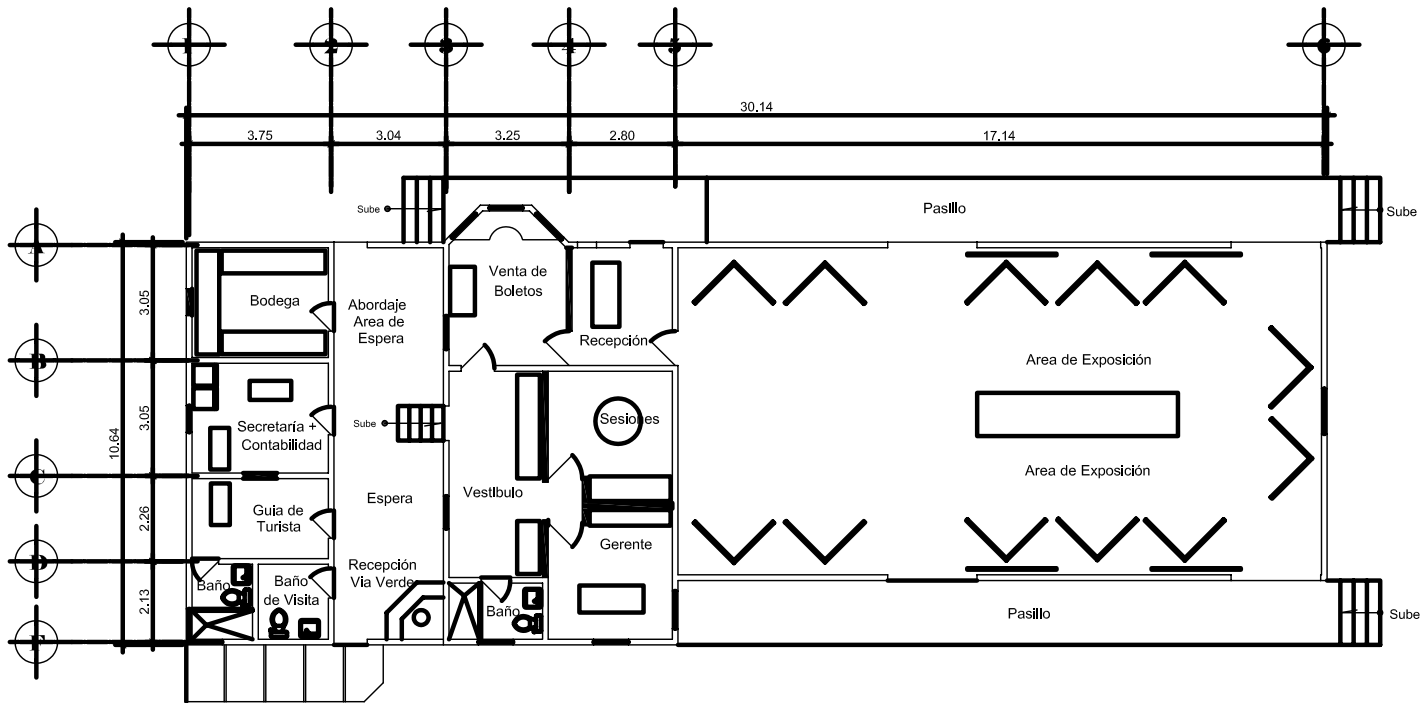 1
2
3
4
5
6
30.14
3.75
3.04
3.25
2.80
17.14
Sube
Pasillo
Sube
A
B
C
D
F
3.05
3.05
10.64
2.26
2.13
Bodega
Abordaje
Area de
Espera
Venta de
Boletos
Recepción
Area de Exposición
Secretaría +
Contabilidad
Sube
Sesiones
Area de Exposición
Guia de
Turista
Espera
Vestíbulo
Gerente
Baño
Baño
de Visita
Recepción
Via Verde
Baño
Pasillo
Sube